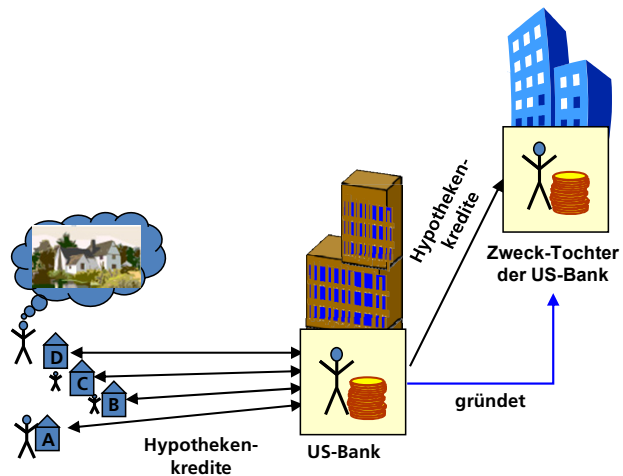 Hypotheken-
kredite
Zweck-Tochter
der US-Bank
D
C
B
A
gründet
Hypotheken-
kredite
US-Bank